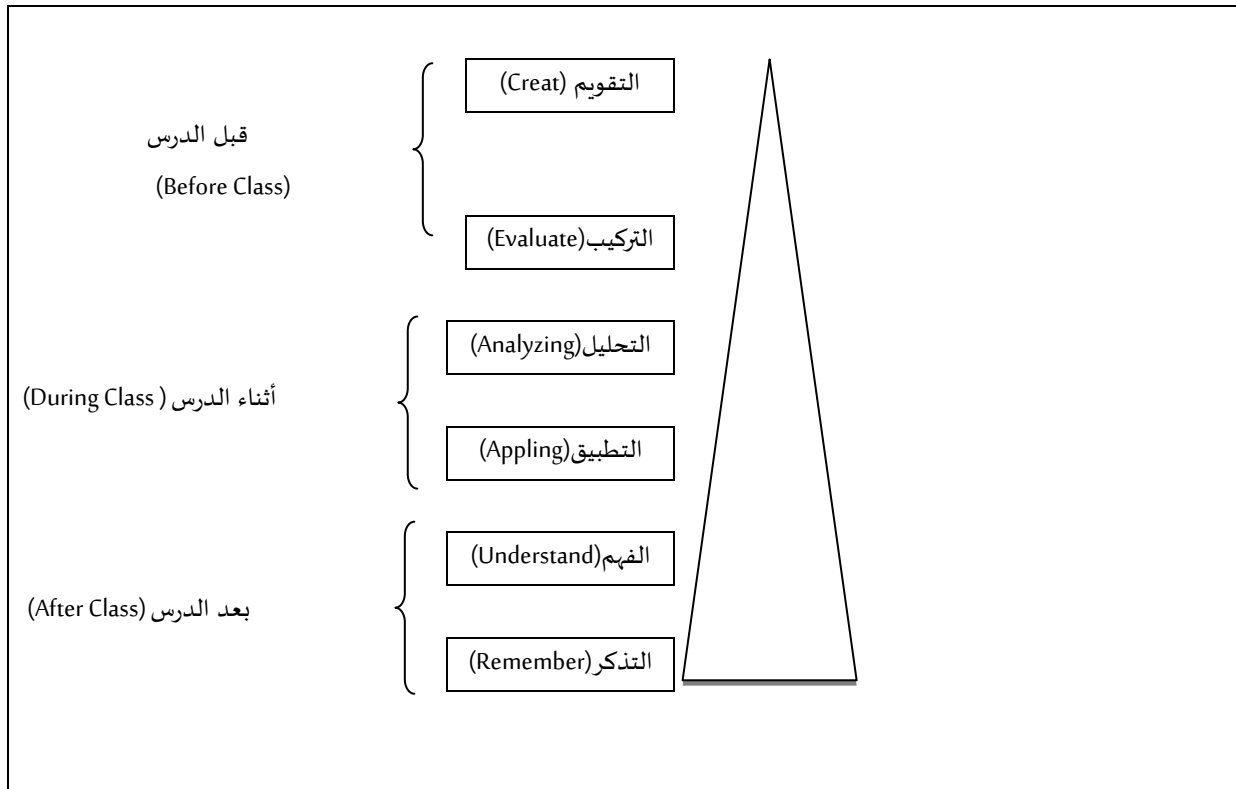 التقويم (Creat)
قبل الدرس
(Before Class)
التركيب(Evaluate)
التحليل(Analyzing)
أثناء الدرس ( During Class)
التطبيق(Appling)
الفهم(Understand)
بعد الدرس (After Class)
التذكر(Remember)